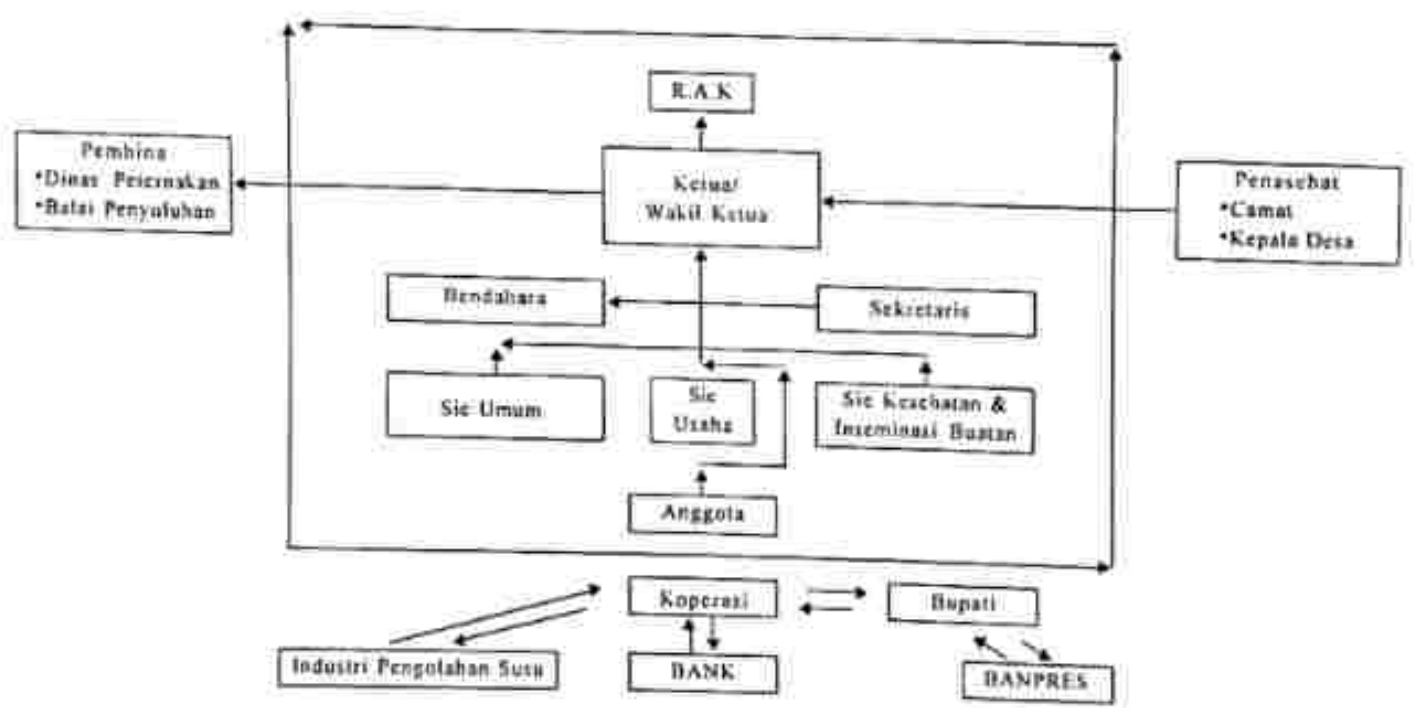 R.A.K
Pembina
•Dinas Peternakan
•Balai Penyuluhan
Ketua/
Wakil Ketua
Penasehat
•Camat
•Kepala Desa
Bendahara
Sekretaris
Sie Umum
Sie
Usaha
Sie Kesehatan &
Inseminasi Buatan
Anggota
Koperasi
Bupati
Industri Pengolahan Susu
BANK
BANPRES